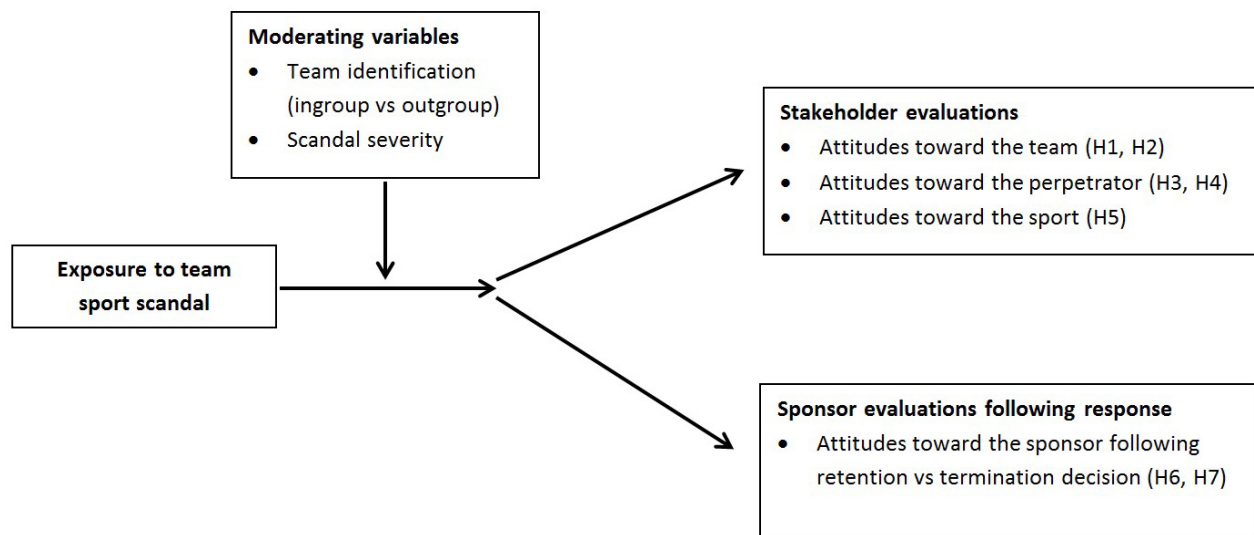 Moderating variables
• Team identification
(ingroup vs outgroup)
• Scandal severity
Exposure to team
sport scandal
Stakeholder evaluations
• Attitudes toward the team (H1, H2)
• Attitudes toward the perpetrator (H3, H4)
• Attitudes toward the sport (H5)
Sponsor evaluations following response
• Attitudes toward the sponsor following
retention vs termination decision (H6, H7)